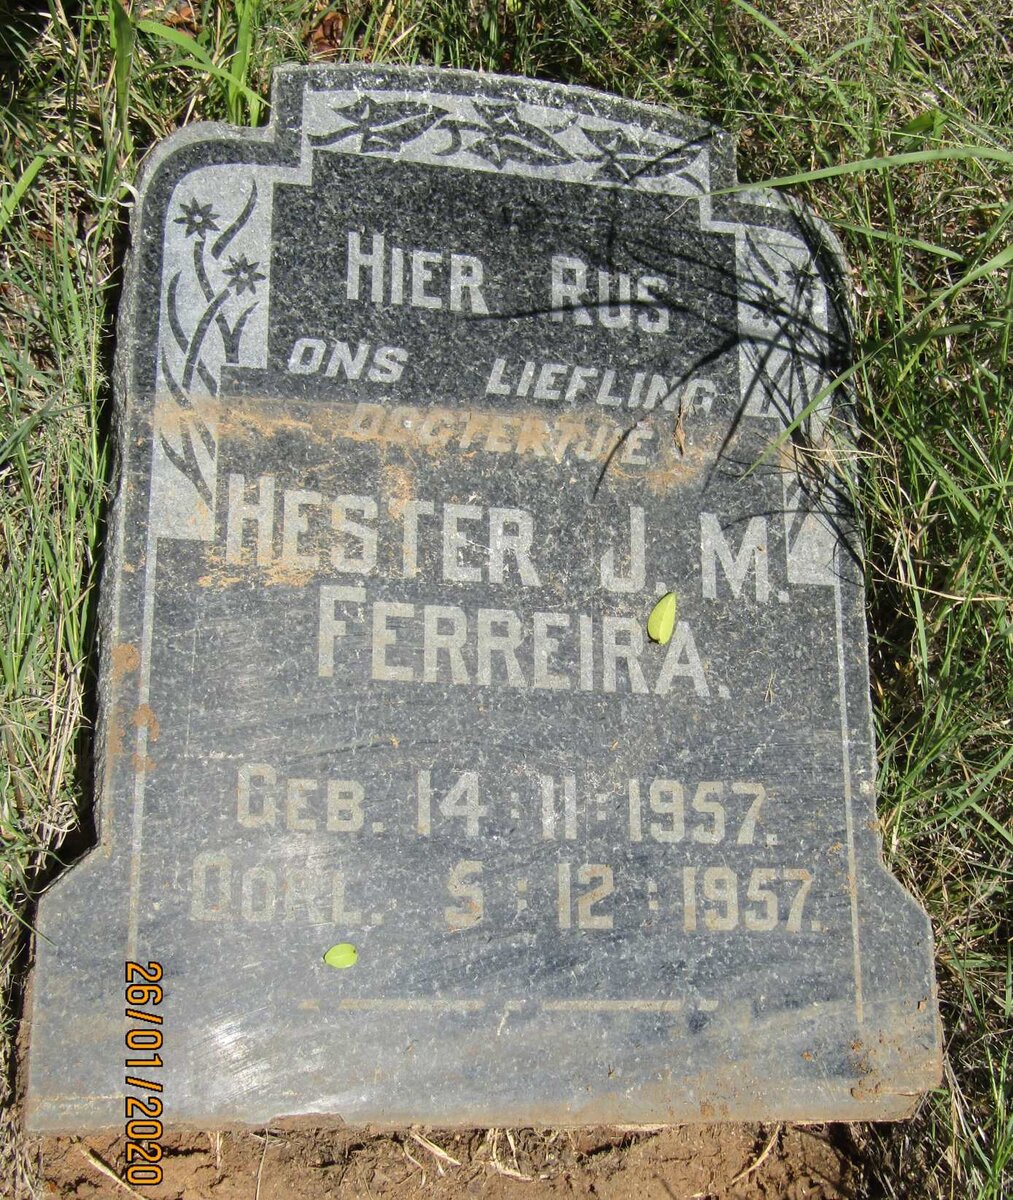 HIER RUS
ONS LIEFLING
DOGTERTJIE
HESTER J. M.
FERREIRA.
GEB. 14:11:1957.
OORL. 5:12:1957.
26/01/2020